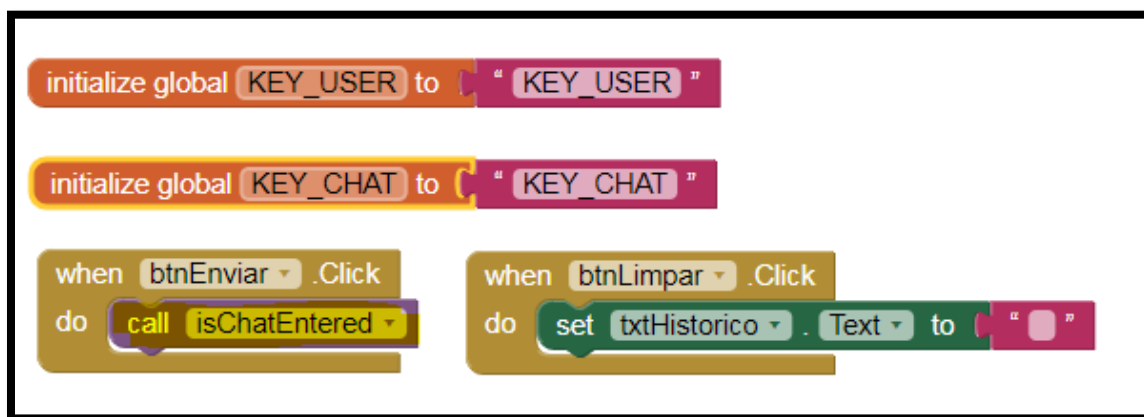 initialize global KEY_USER to " KEY_USER "
initialize global KEY_CHAT to " KEY_CHAT "
when btnEnviar .Click
do call isChatEntered
when btnLimpar .Click
do set txtHistorico . Text to " "